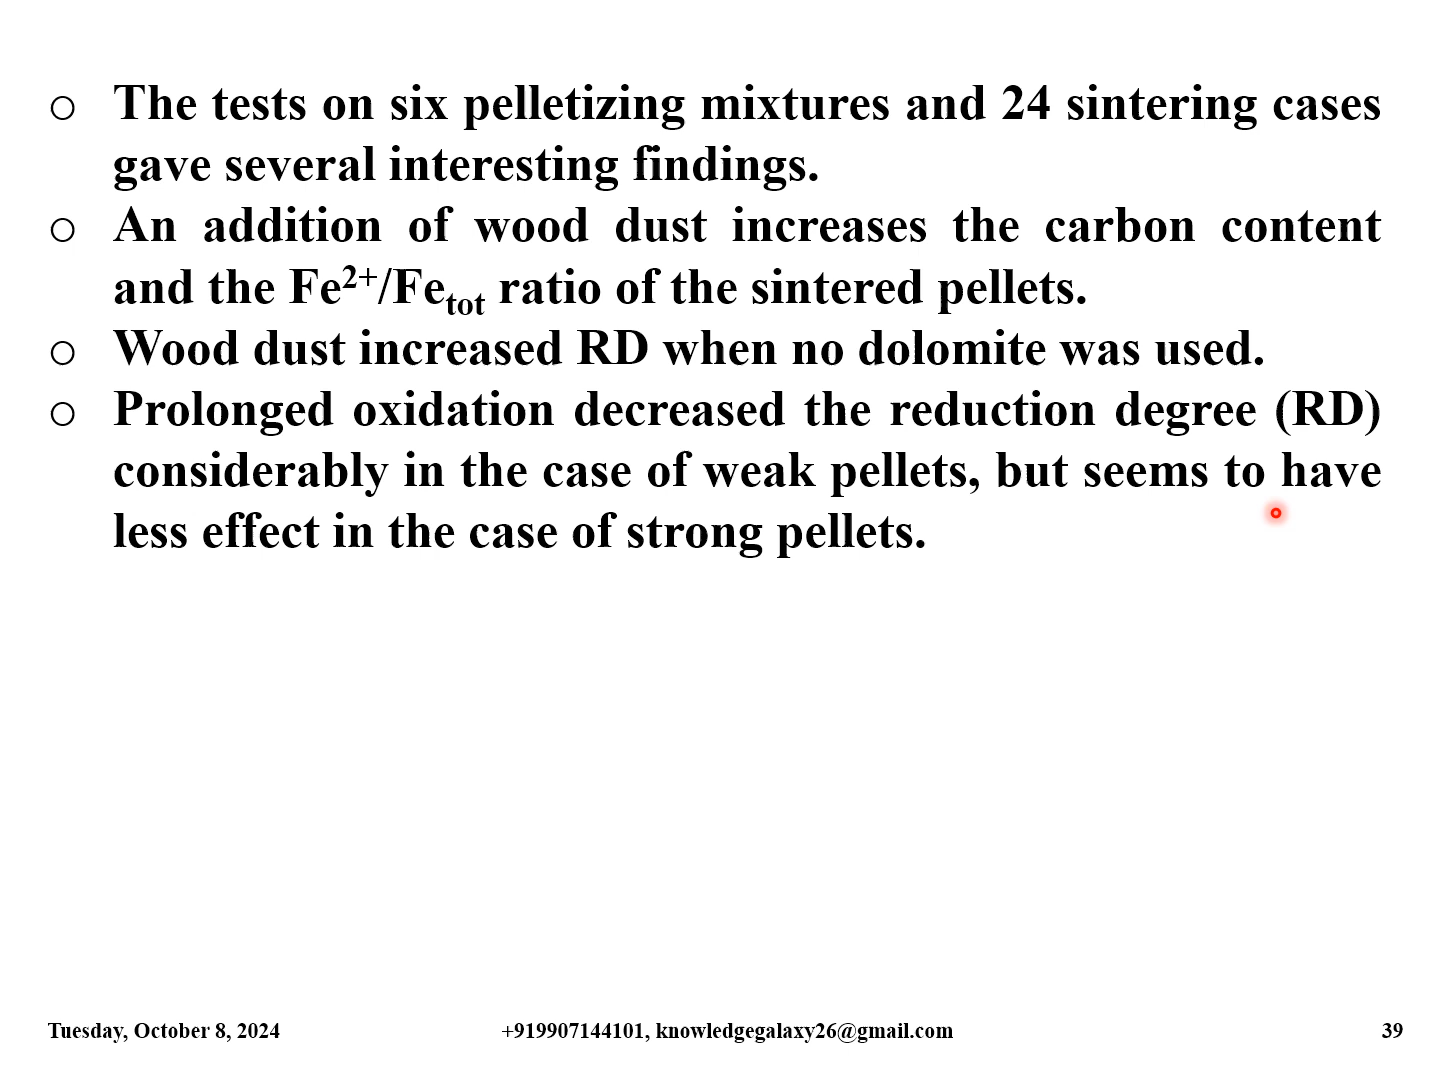 ○ The tests on six pelletizing mixtures and 24 sintering cases
gave several interesting findings.
○ An addition of wood dust increases the carbon content
and the Fe²⁺/Feₜₒₜ ratio of the sintered pellets.
○ Wood dust increased RD when no dolomite was used.
○ Prolonged oxidation decreased the reduction degree (RD)
considerably in the case of weak pellets, but seems to have
less effect in the case of strong pellets.
Tuesday, October 8, 2024 +919907144101, knowledgegalaxy26@gmail.com 39